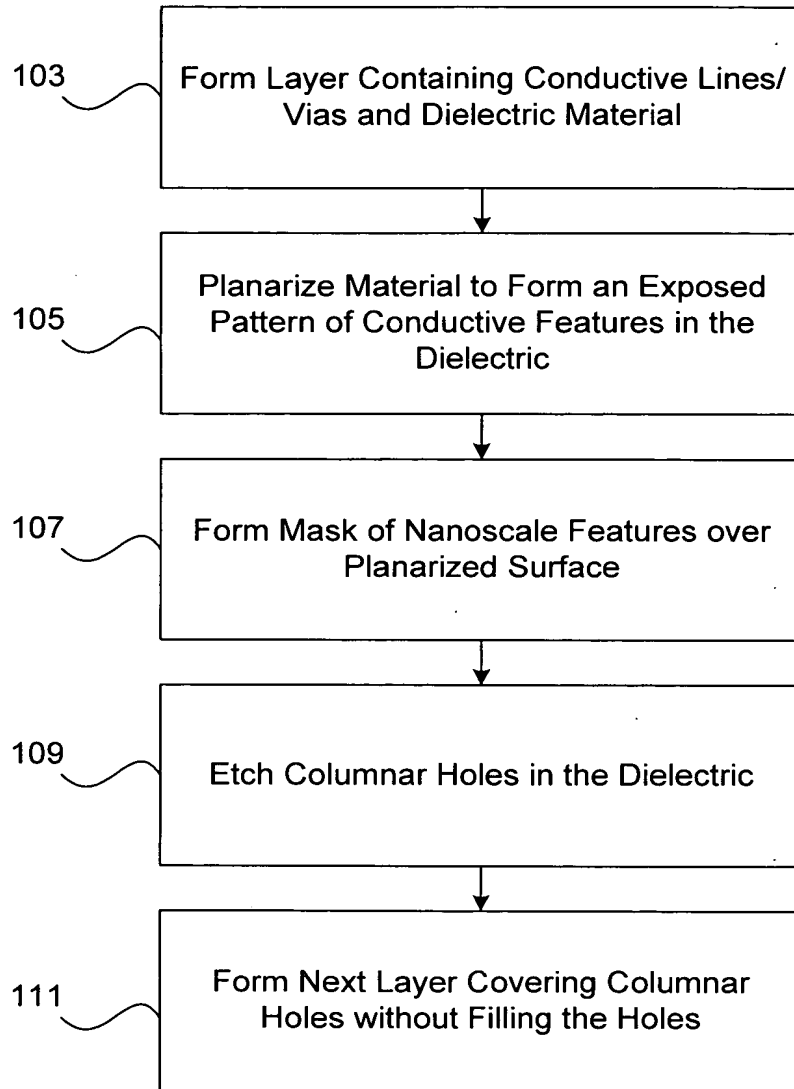 103
Form Layer Containing Conductive Lines/
Vias and Dielectric Material
105
Planarize Material to Form an Exposed
Pattern of Conductive Features in the
Dielectric
107
Form Mask of Nanoscale Features over
Planarized Surface
109
Etch Columnar Holes in the Dielectric
111
Form Next Layer Covering Columnar
Holes without Filling the Holes